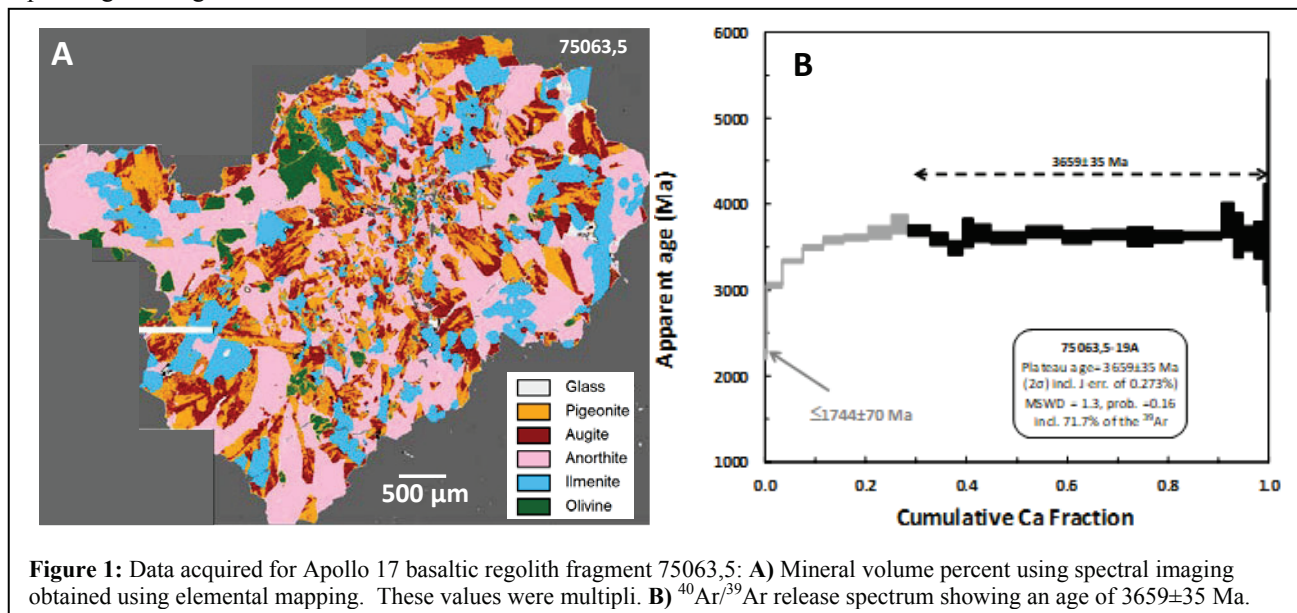 A
75063,5
Glass
Pigeonite
Augite
Anorthite
Ilmenite
Olivine
500 µm
B
6000
5000
4000
3000
2000
1000
Apparent age (Ma)
3659±35 Ma
≤1744±70 Ma
75063,5-19A
Plateau age= 3659±35 Ma
(2σ) incl. J err. of 0.273%)
MSWD = 1.3, prob. =0.16
incl. 71.7% of the ³⁹Ar
0.0 0.2 0.4 0.6 0.8 1.0
Cumulative Ca Fraction
Figure 1: Data acquired for Apollo 17 basaltic regolith fragment 75063,5: A) Mineral volume percent using spectral imaging
obtained using elemental mapping. These values were multipli. B) ⁴⁰Ar/³⁹Ar release spectrum showing an age of 3659±35 Ma.